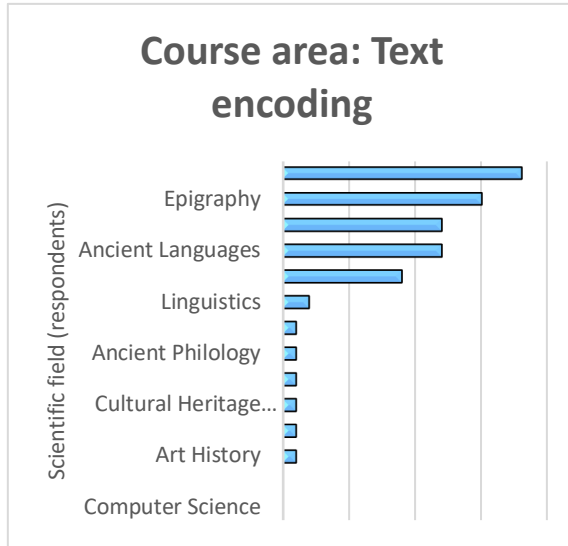 Course area: Text
encoding
Scientific field (respondents)
Epigraphy
Ancient Languages
Linguistics
Ancient Philology
Cultural Heritage…
Art History
Computer Science